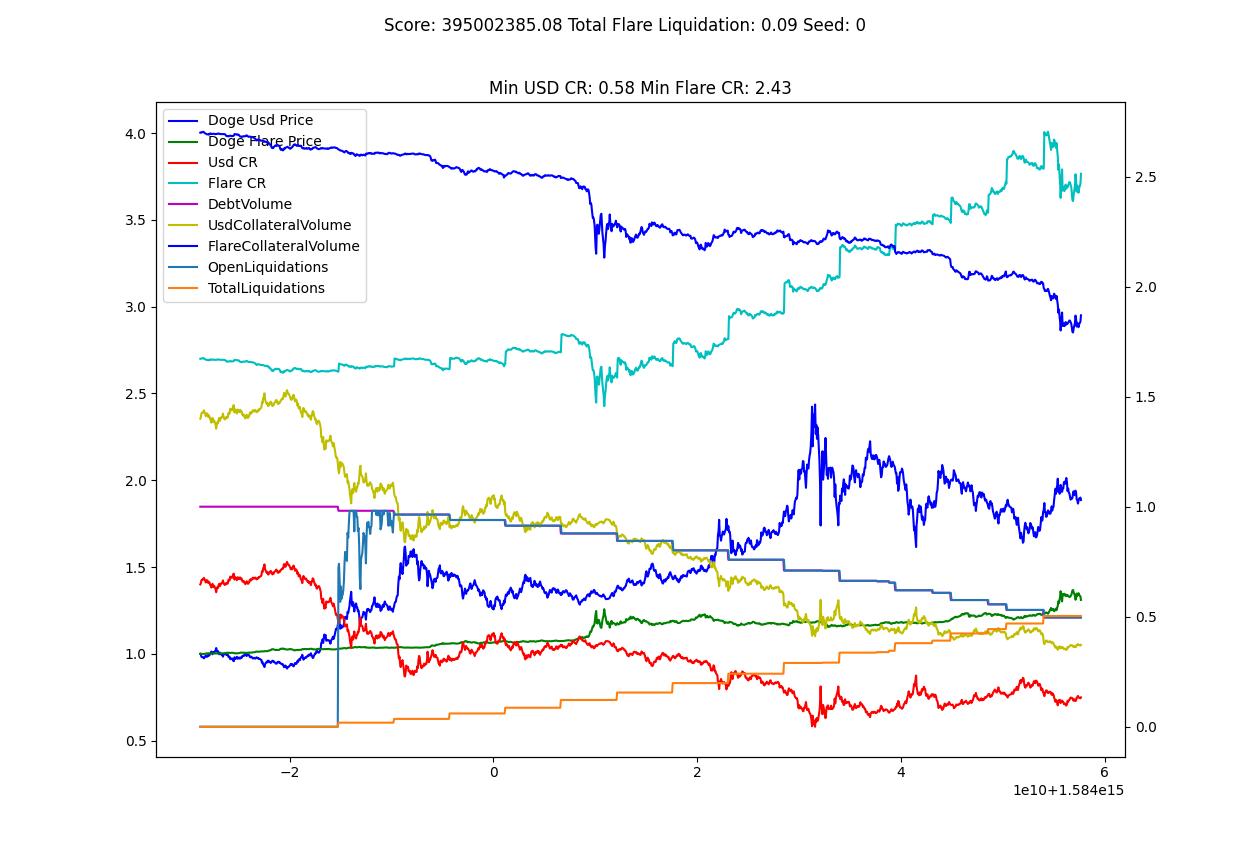 Score: 395002385.08 Total Flare Liquidation: 0.09 Seed: 0
Min USD CR: 0.58 Min Flare CR: 2.43
Doge Usd Price
Doge Flare Price
Usd CR
Flare CR
DebtVolume
UsdCollateralVolume
FlareCollateralVolume
OpenLiquidations
TotalLiquidations
4.0
3.5
3.0
2.5
2.0
1.5
1.0
0.5
2.5
2.0
1.5
1.0
0.5
0.0
−2 0 2 4 6
1e10+1.584e15